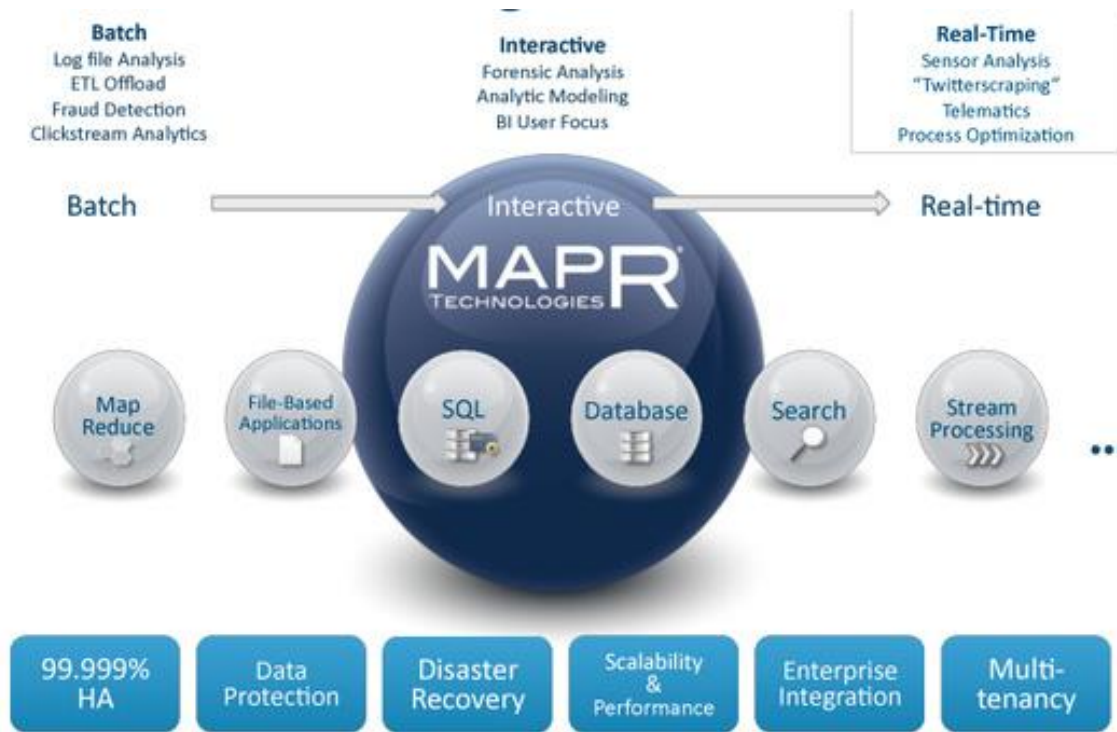 Batch
Log file Analysis
ETL Offload
Fraud Detection
Clickstream Analytics
Interactive
Forensic Analysis
Analytic Modeling
BI User Focus
Real-Time
Sensor Analysis
“Twitterscraping”
Telematics
Process Optimization
Batch
Interactive
Real-time
MAPR®
TECHNOLOGIES
Map
Reduce
File-Based
Applications
SQL
Database
Search
Stream
Processing
..
99.999%
HA
Data
Protection
Disaster
Recovery
Scalability
&
Performance
Enterprise
Integration
Multi-
tenancy